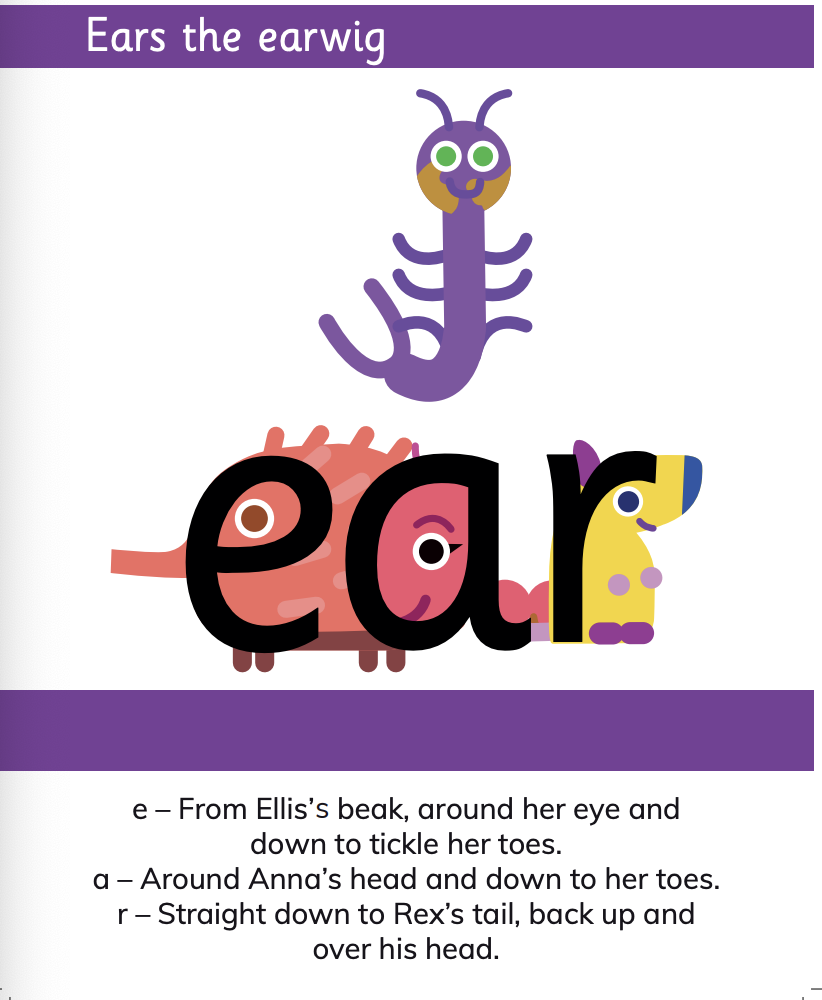 Ears the earwig
ear
e – From Ellis’s beak, around her eye and
down to tickle her toes.
a – Around Anna’s head and down to her toes.
r – Straight down to Rex’s tail, back up and
over his head.